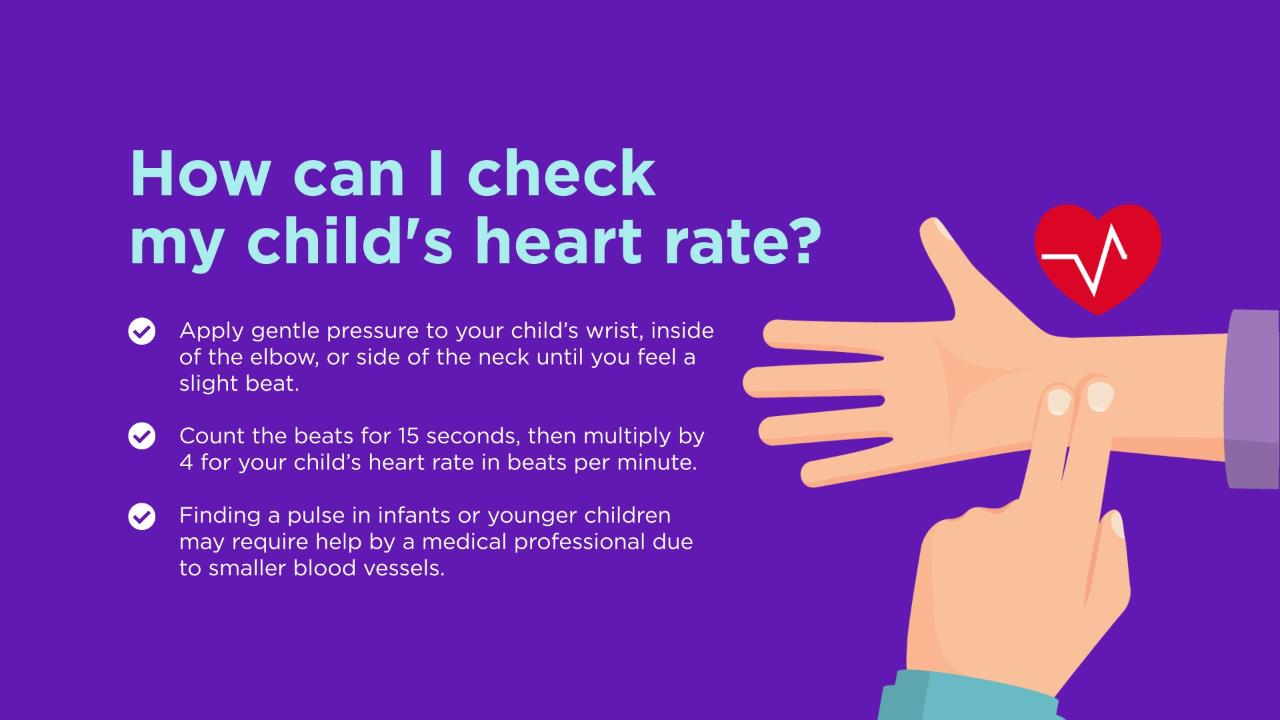 How can I check
my child's heart rate?
Apply gentle pressure to your child’s wrist, inside
of the elbow, or side of the neck until you feel a
slight beat.
Count the beats for 15 seconds, then multiply by
4 for your child’s heart rate in beats per minute.
Finding a pulse in infants or younger children
may require help by a medical professional due
to smaller blood vessels.